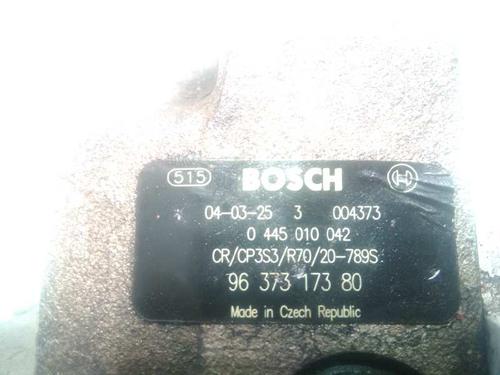 515 BOSCH
04-03-25 3 004373
0 445 010 042
CR/CP3S3/R70/20-789S
96 373 173 80
Made in Czech Republic